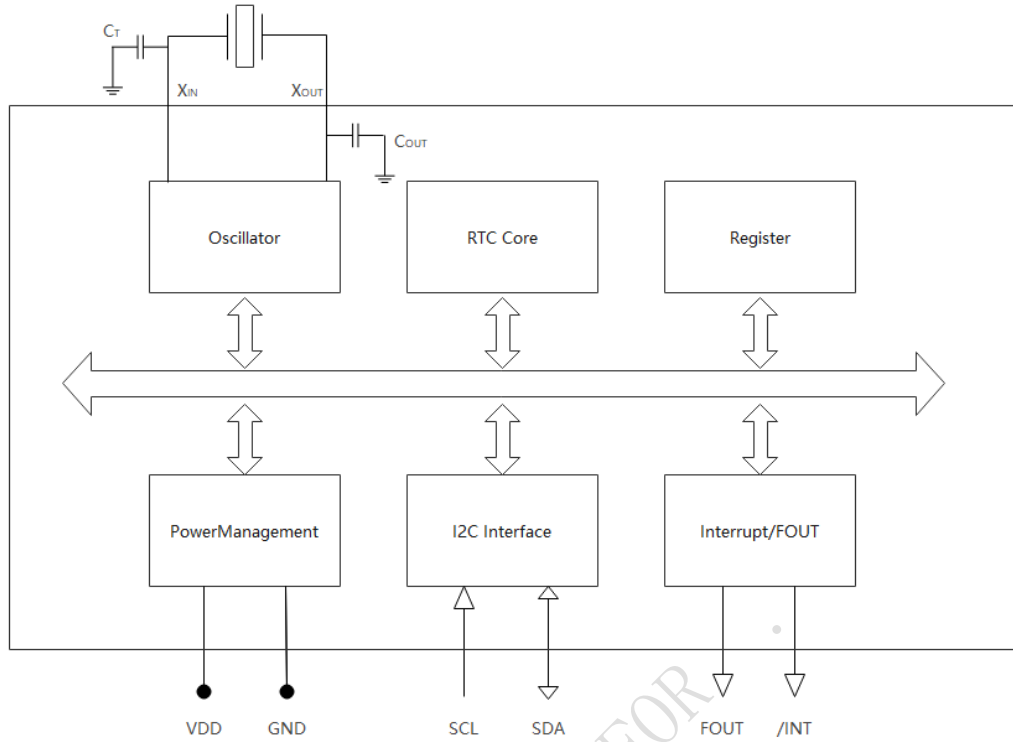 CT
XIN XOUT
COUT
Oscillator RTC Core Register
PowerManagement I2C Interface Interrupt/FOUT
FOR
VDD GND SCL SDA FOUT /INT